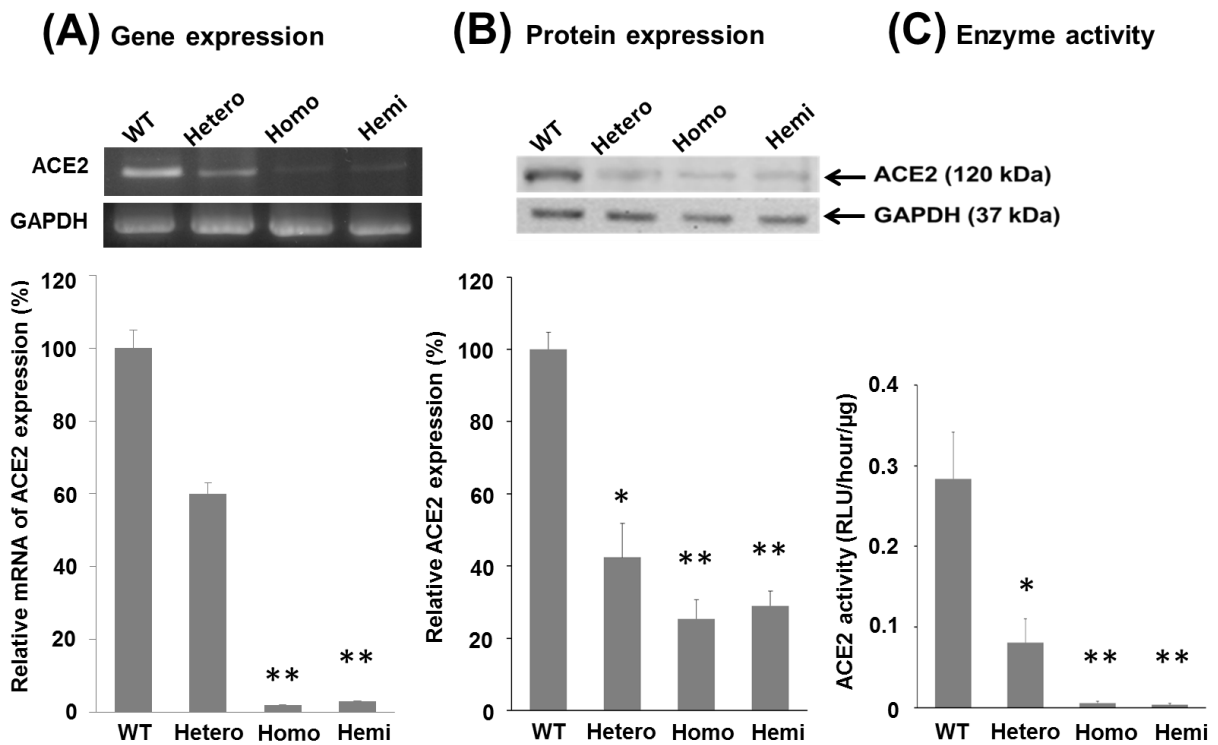 (A) Gene expression
WT Hetero Homo Hemi
ACE2
GAPDH
Relative mRNA of ACE2 expression (%)
120
100
80
60
40
20
0
** **
WT Hetero Homo Hemi
(B) Protein expression
WT Hetero Homo Hemi
ACE2 (120 kDa)
GAPDH (37 kDa)
Relative ACE2 expression (%)
120
100
80
60
40
20
0
* ** **
WT Hetero Homo Hemi
(C) Enzyme activity
ACE2 activity (RLU/hour/µg)
0.4
0.3
0.2
0.1
0
* ** **
WT Hetero Homo Hemi